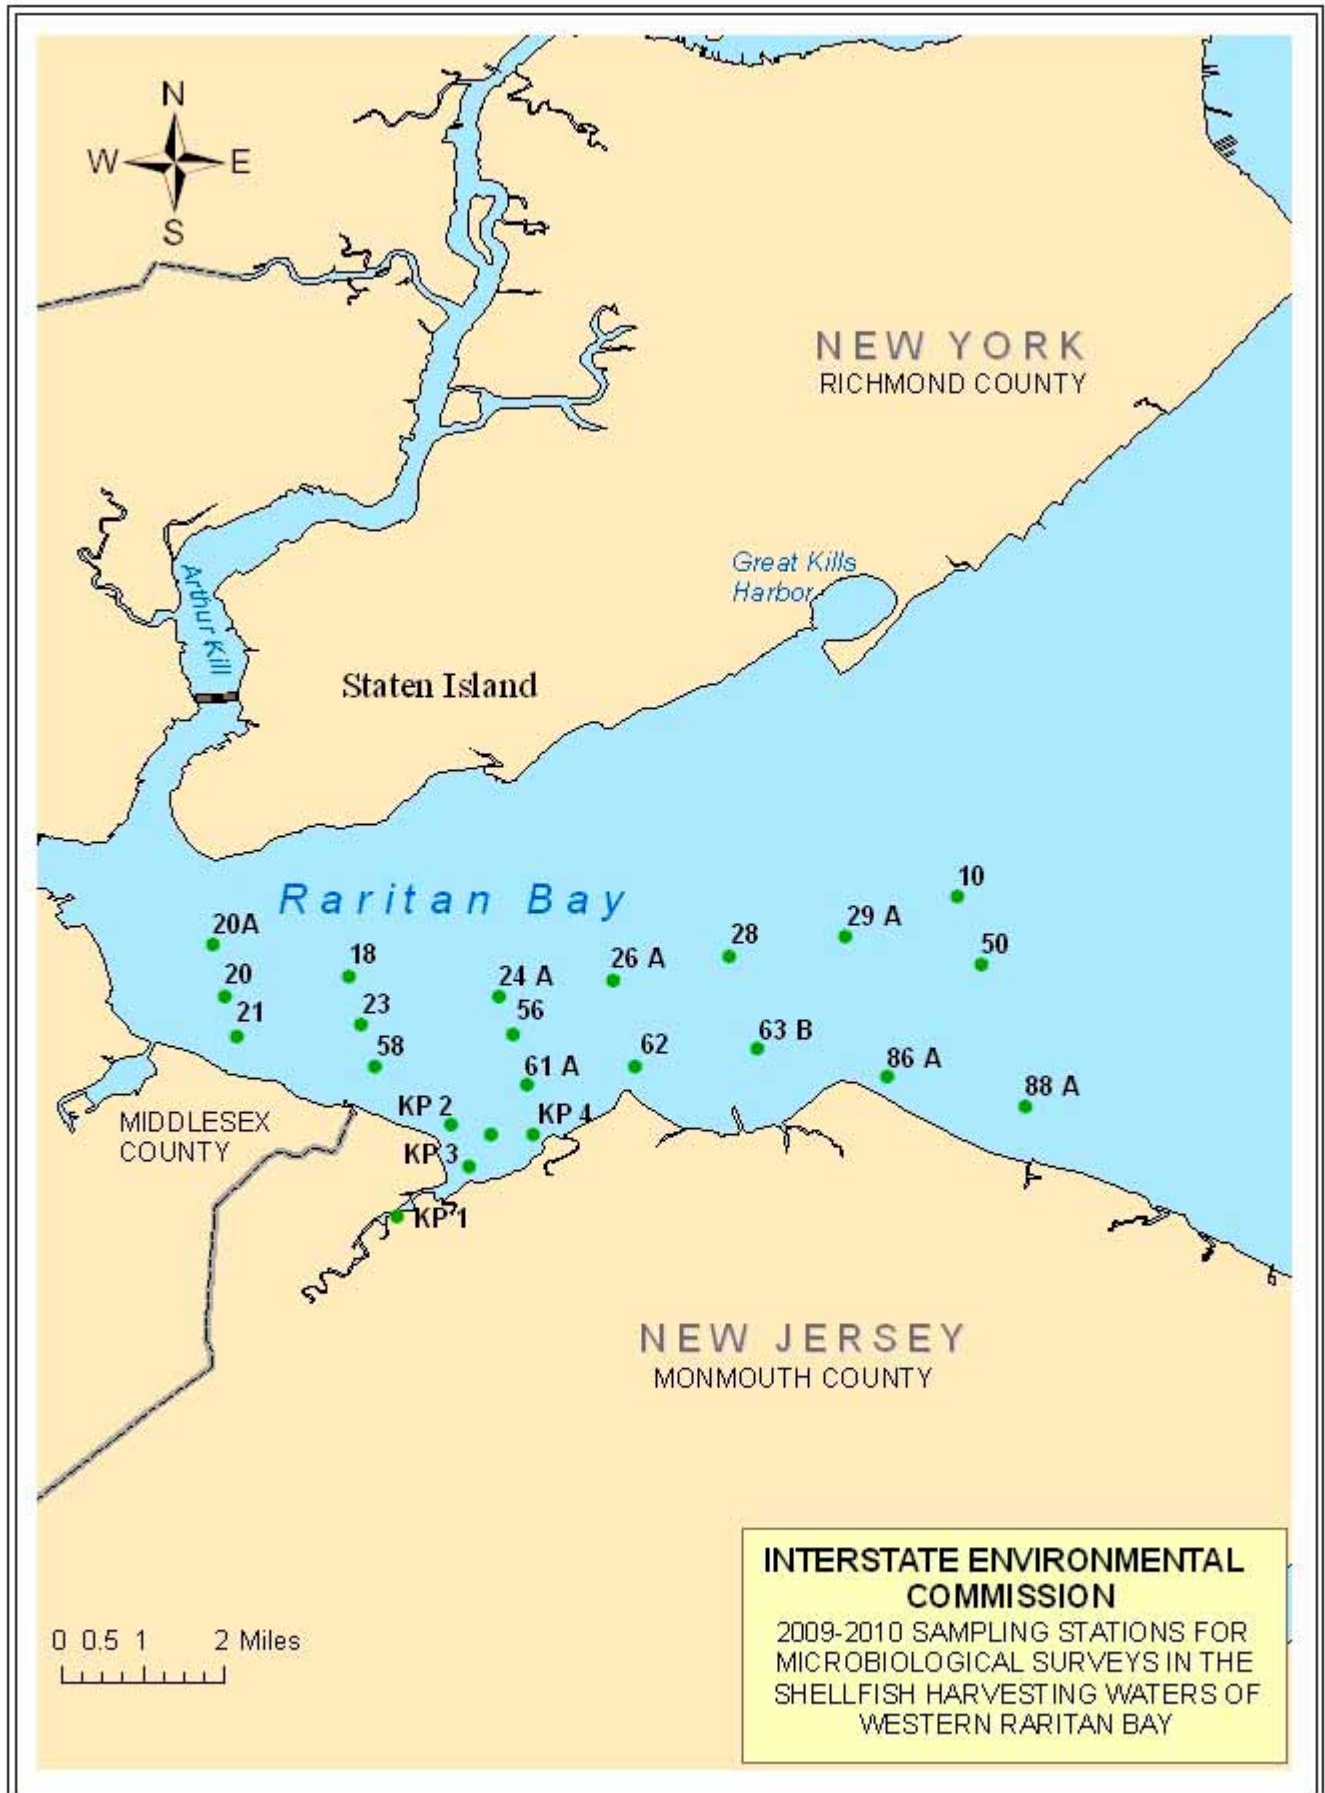 N
W E
S
NEW YORK
RICHMOND COUNTY
Great Kills
Harbor
Arthur Kill
Staten Island
Raritan Bay
10
20A
29 A
28
50
18
26 A
20
24 A
21
23
56
63 B
58
62
61 A
86 A
88 A
KP 2
KP 4
MIDDLESEX
COUNTY
KP 3
KP 1
NEW JERSEY
MONMOUTH COUNTY
INTERSTATE ENVIRONMENTAL
COMMISSION
2009-2010 SAMPLING STATIONS FOR
MICROBIOLOGICAL SURVEYS IN THE
SHELLFISH HARVESTING WATERS OF
WESTERN RARITAN BAY
0 0.5 1 2 Miles